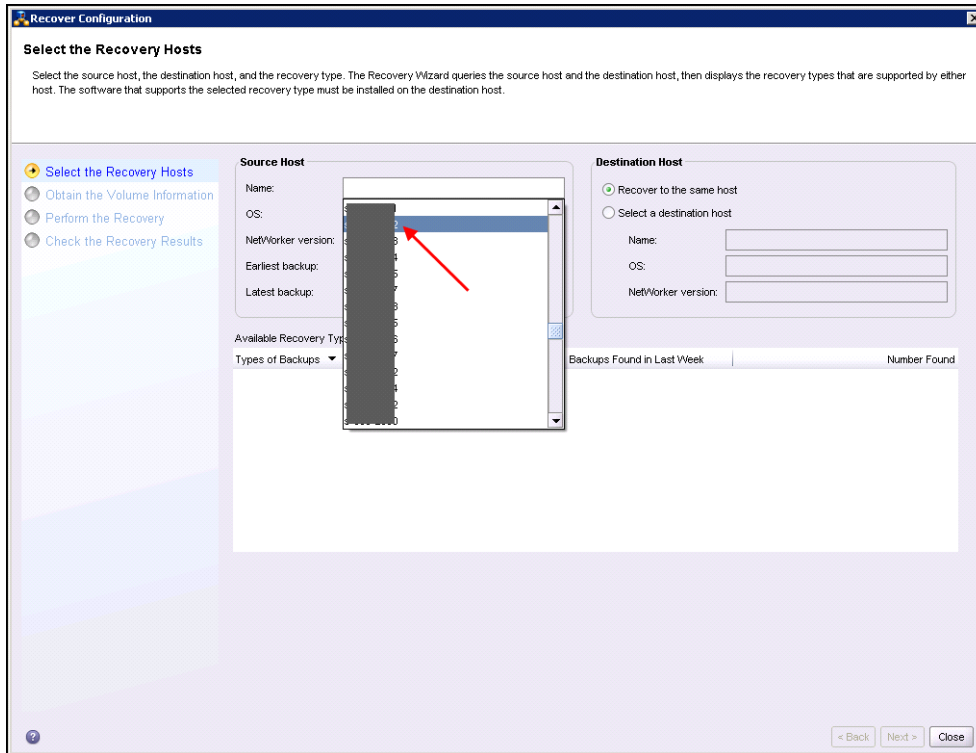 Recover Configuration
Select the Recovery Hosts
Select the source host, the destination host, and the recovery type. The Recovery Wizard queries the source host and the destination host, then displays the recovery types that are supported by either
host. The software that supports the selected recovery type must be installed on the destination host.
Select the Recovery Hosts
Obtain the Volume Information
Perform the Recovery
Check the Recovery Results
Source Host
Name:
OS:
NetWorker version:
Earliest backup:
Latest backup:
Destination Host
Recover to the same host
Select a destination host
Name:
OS:
NetWorker version:
Available Recovery
Types of Backups
Backups Found in Last Week
Number Found
< Back
Next >
Close